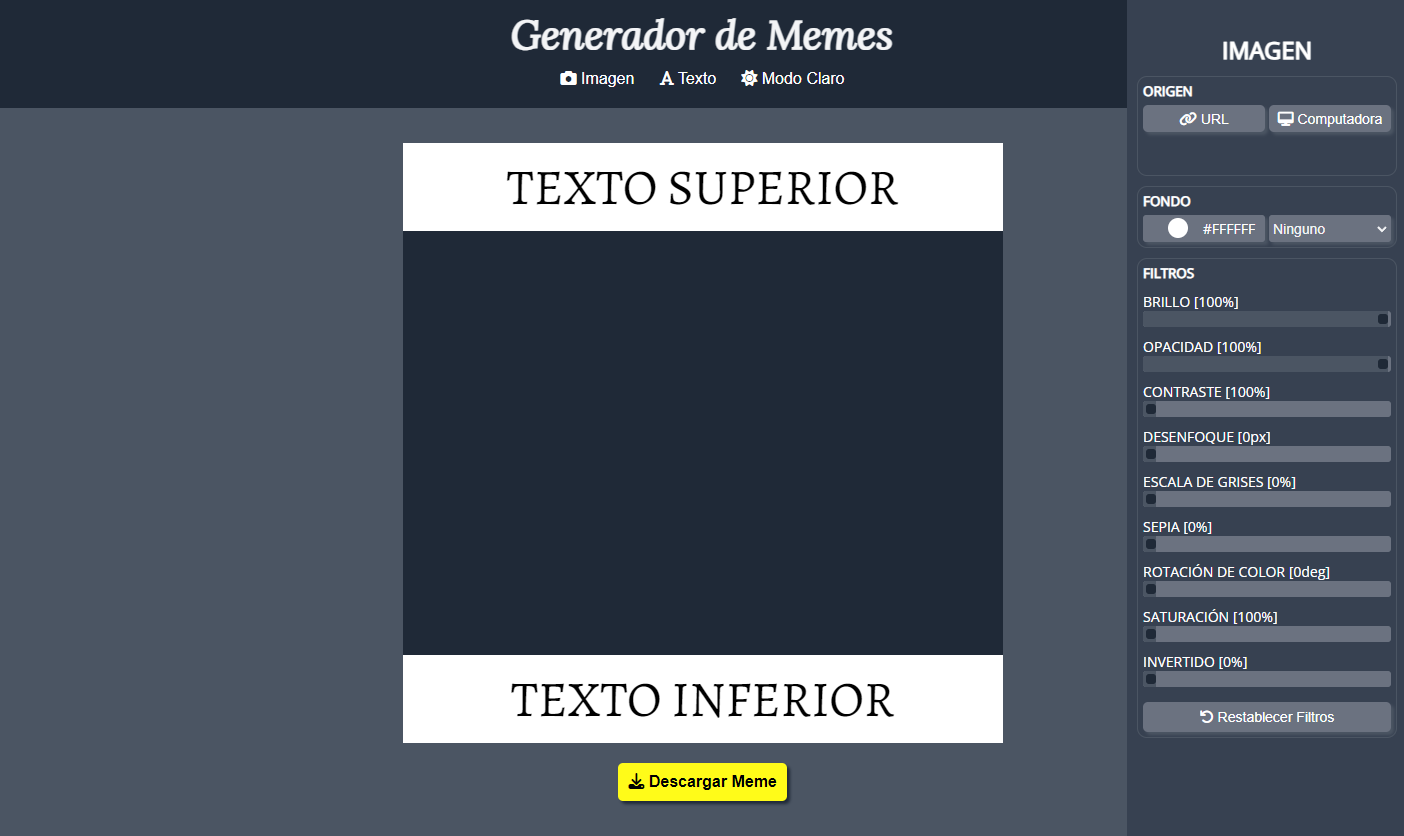 Generador de Memes
Imagen Texto Modo Claro
TEXTO SUPERIOR
TEXTO INFERIOR
Descargar Meme
IMAGEN
ORIGEN
URL Computadora
FONDO
#FFFFFF Ninguno
FILTROS
BRILLO [100%]
OPACIDAD [100%]
CONTRASTE [100%]
DESENFOQUE [0px]
ESCALA DE GRISES [0%]
SEPIA [0%]
ROTACIÓN DE COLOR [0deg]
SATURACIÓN [100%]
INVERTIDO [0%]
Restablecer Filtros